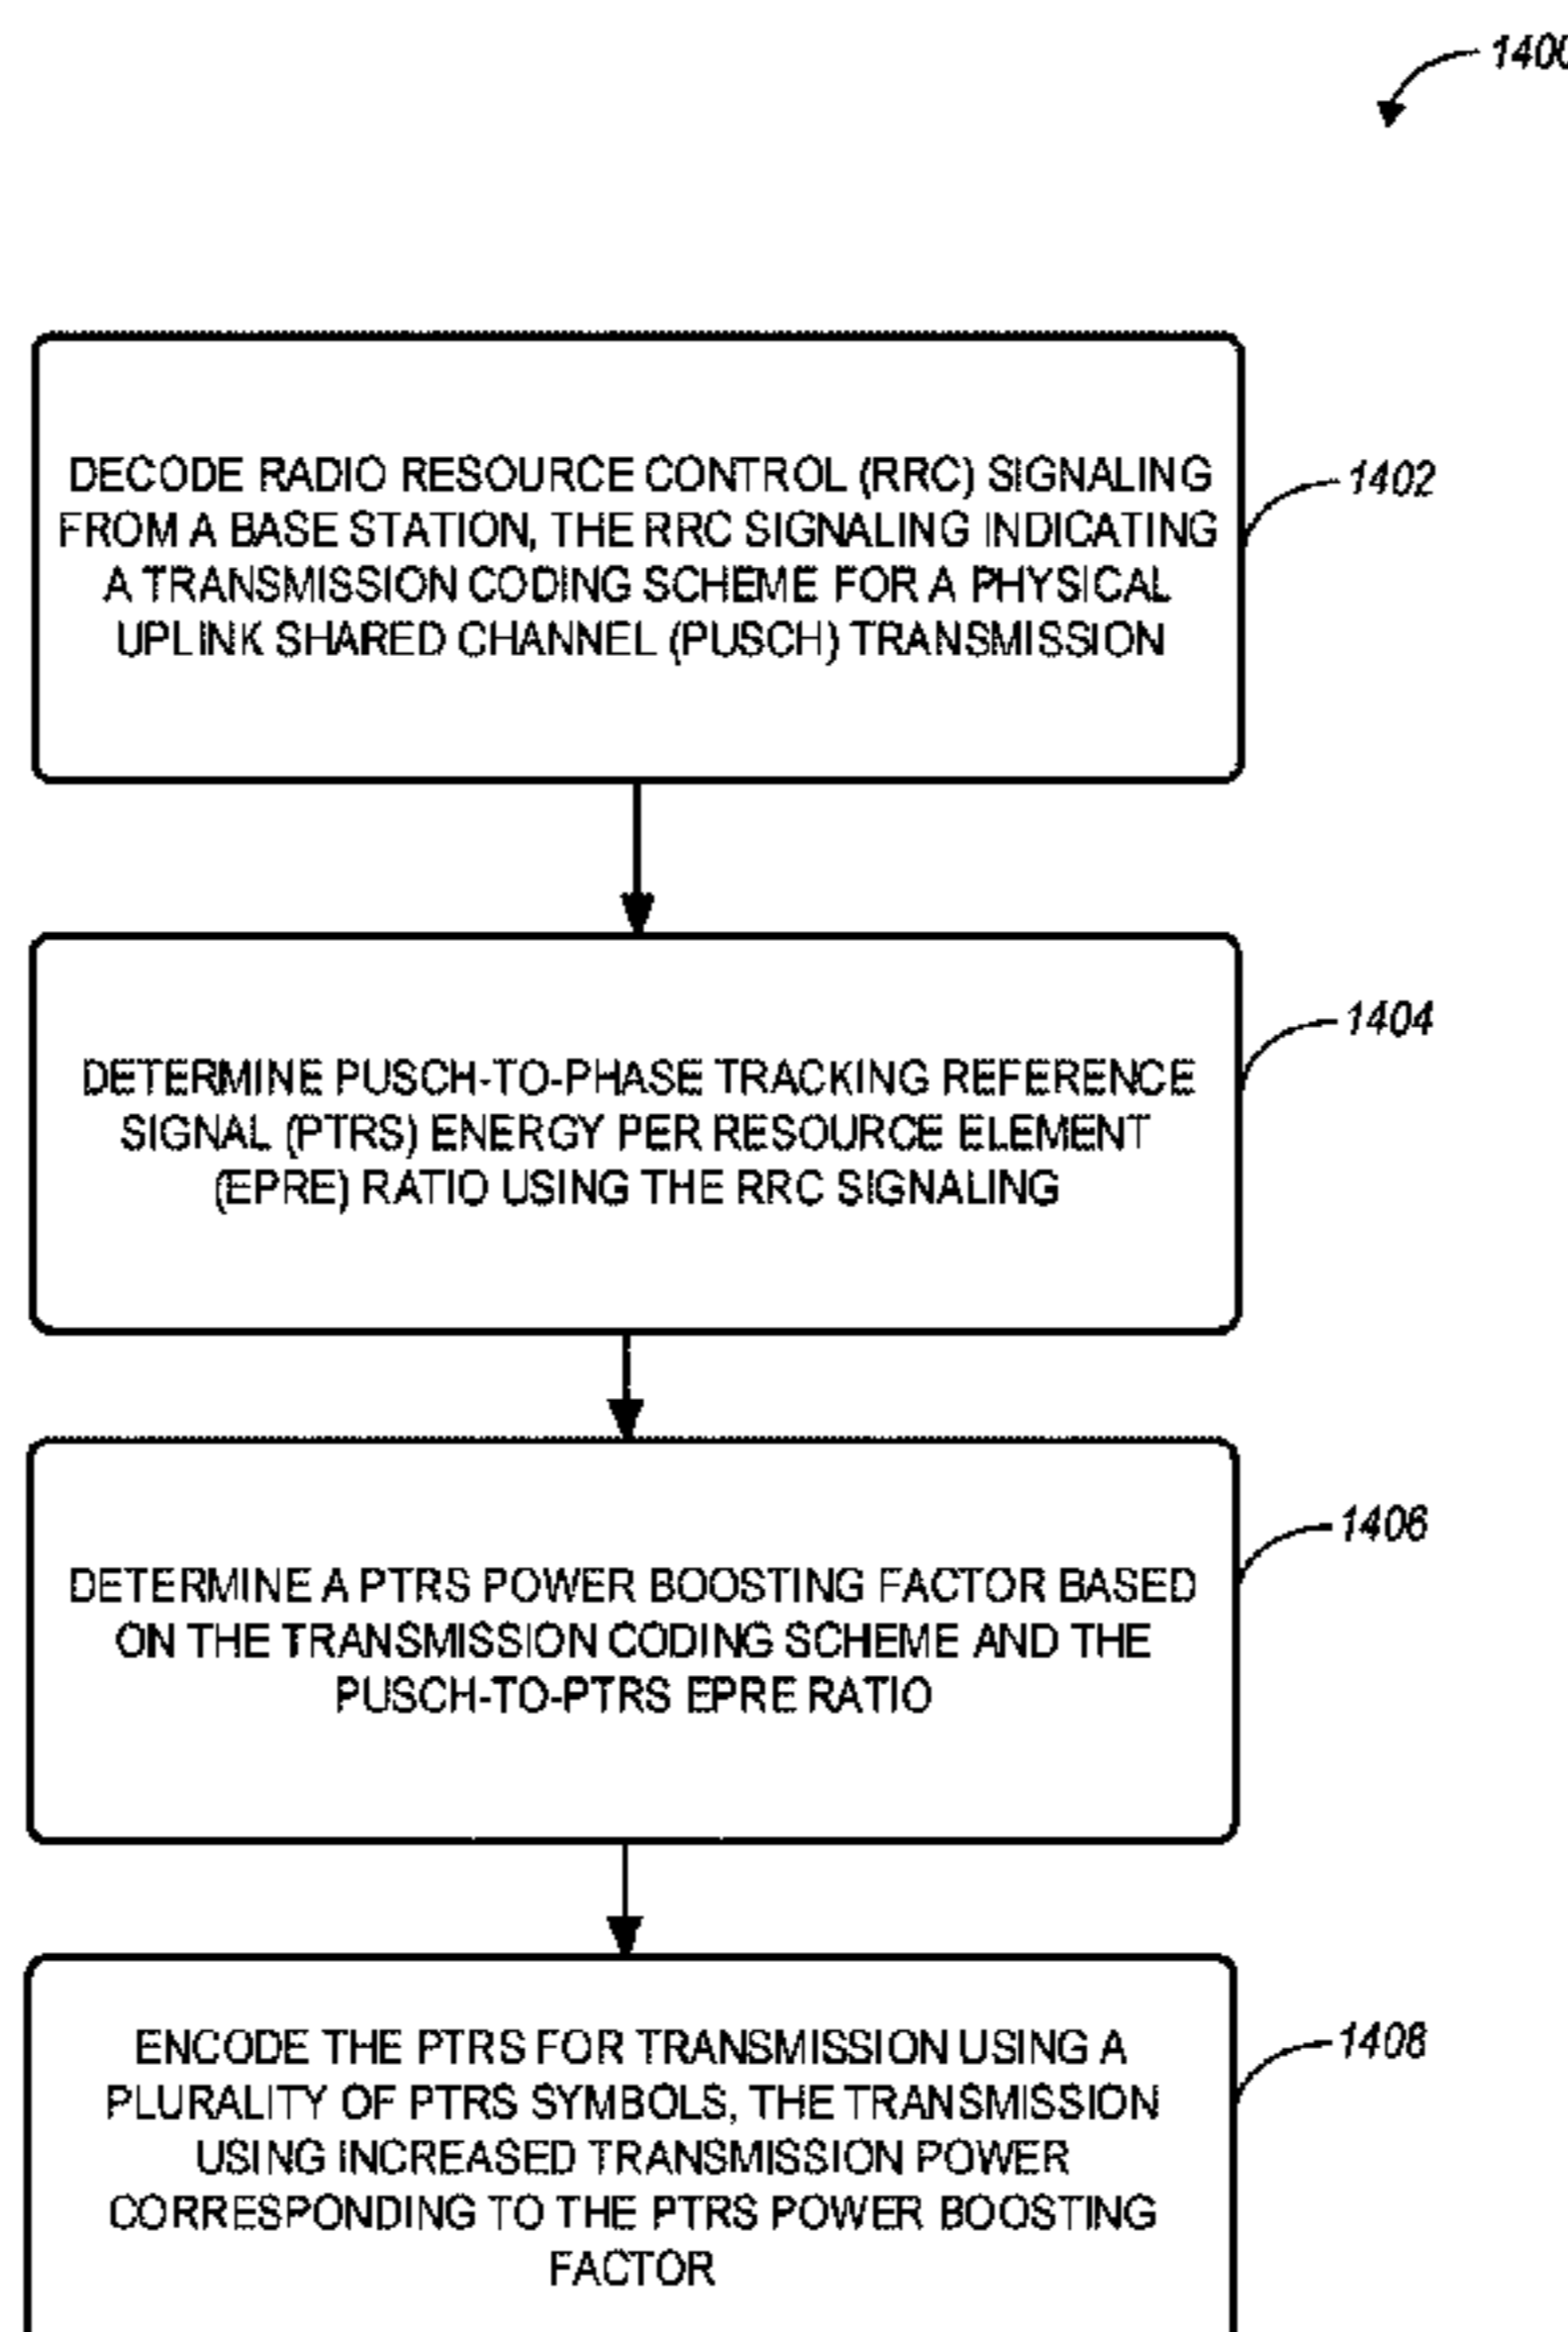 1400
DECODE RADIO RESOURCE CONTROL (RRC) SIGNALING
FROM A BASE STATION, THE RRC SIGNALING INDICATING
A TRANSMISSION CODING SCHEME FOR A PHYSICAL
UPLINK SHARED CHANNEL (PUSCH) TRANSMISSION
1402
DETERMINE PUSCH-TO-PHASE TRACKING REFERENCE
SIGNAL (PTRS) ENERGY PER RESOURCE ELEMENT
(EPRE) RATIO USING THE RRC SIGNALING
1404
DETERMINE A PTRS POWER BOOSTING FACTOR BASED
ON THE TRANSMISSION CODING SCHEME AND THE
PUSCH-TO-PTRS EPRE RATIO
1406
ENCODE THE PTRS FOR TRANSMISSION USING A
PLURALITY OF PTRS SYMBOLS, THE TRANSMISSION
USING INCREASED TRANSMISSION POWER
CORRESPONDING TO THE PTRS POWER BOOSTING
FACTOR
1408